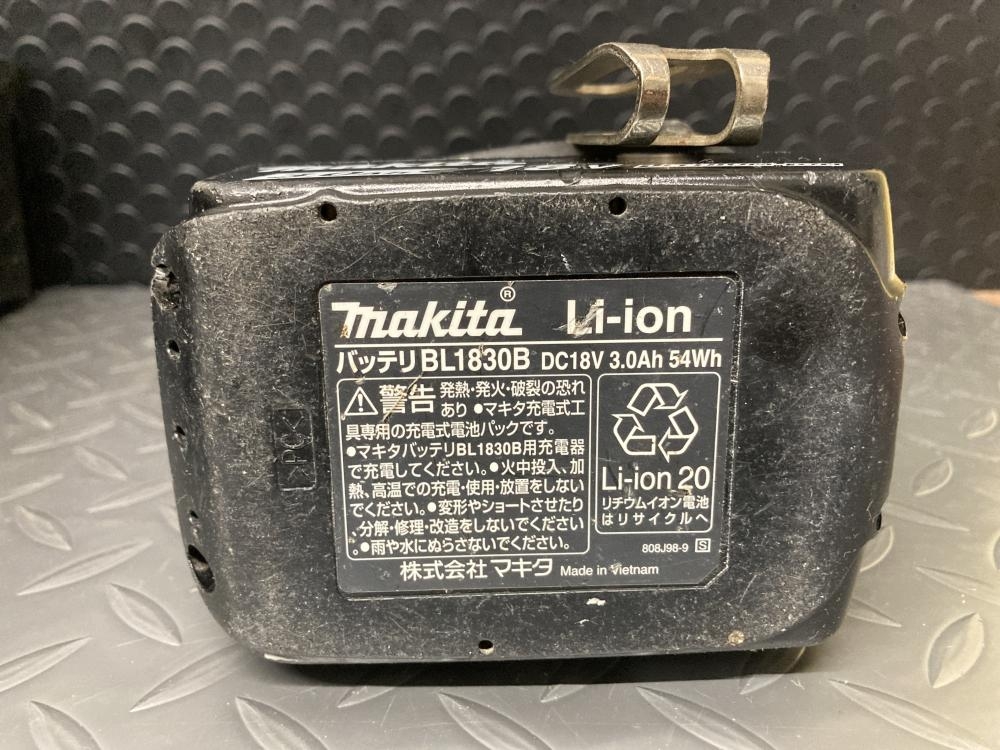 makita® Li-ion
バッテリ BL1830B DC18V 3.0Ah 54Wh
警告 発熱・発火・破裂の恐れ
あり ●マキタ充電式工
具専用の充電式電池パックです。
●マキタバッテリBL1830B用充電器
で充電してください。●火中投入、加
熱、高温での充電・使用・放置をしない
でください。●変形やショートさせたり
、分解・修理・改造をしないでください
。●雨や水にぬらさないでください。
Li-ion 20
リチウムイオン電池
はリサイクルへ
808J98-9 S
株式会社マキタ Made in Vietnam
>PC<